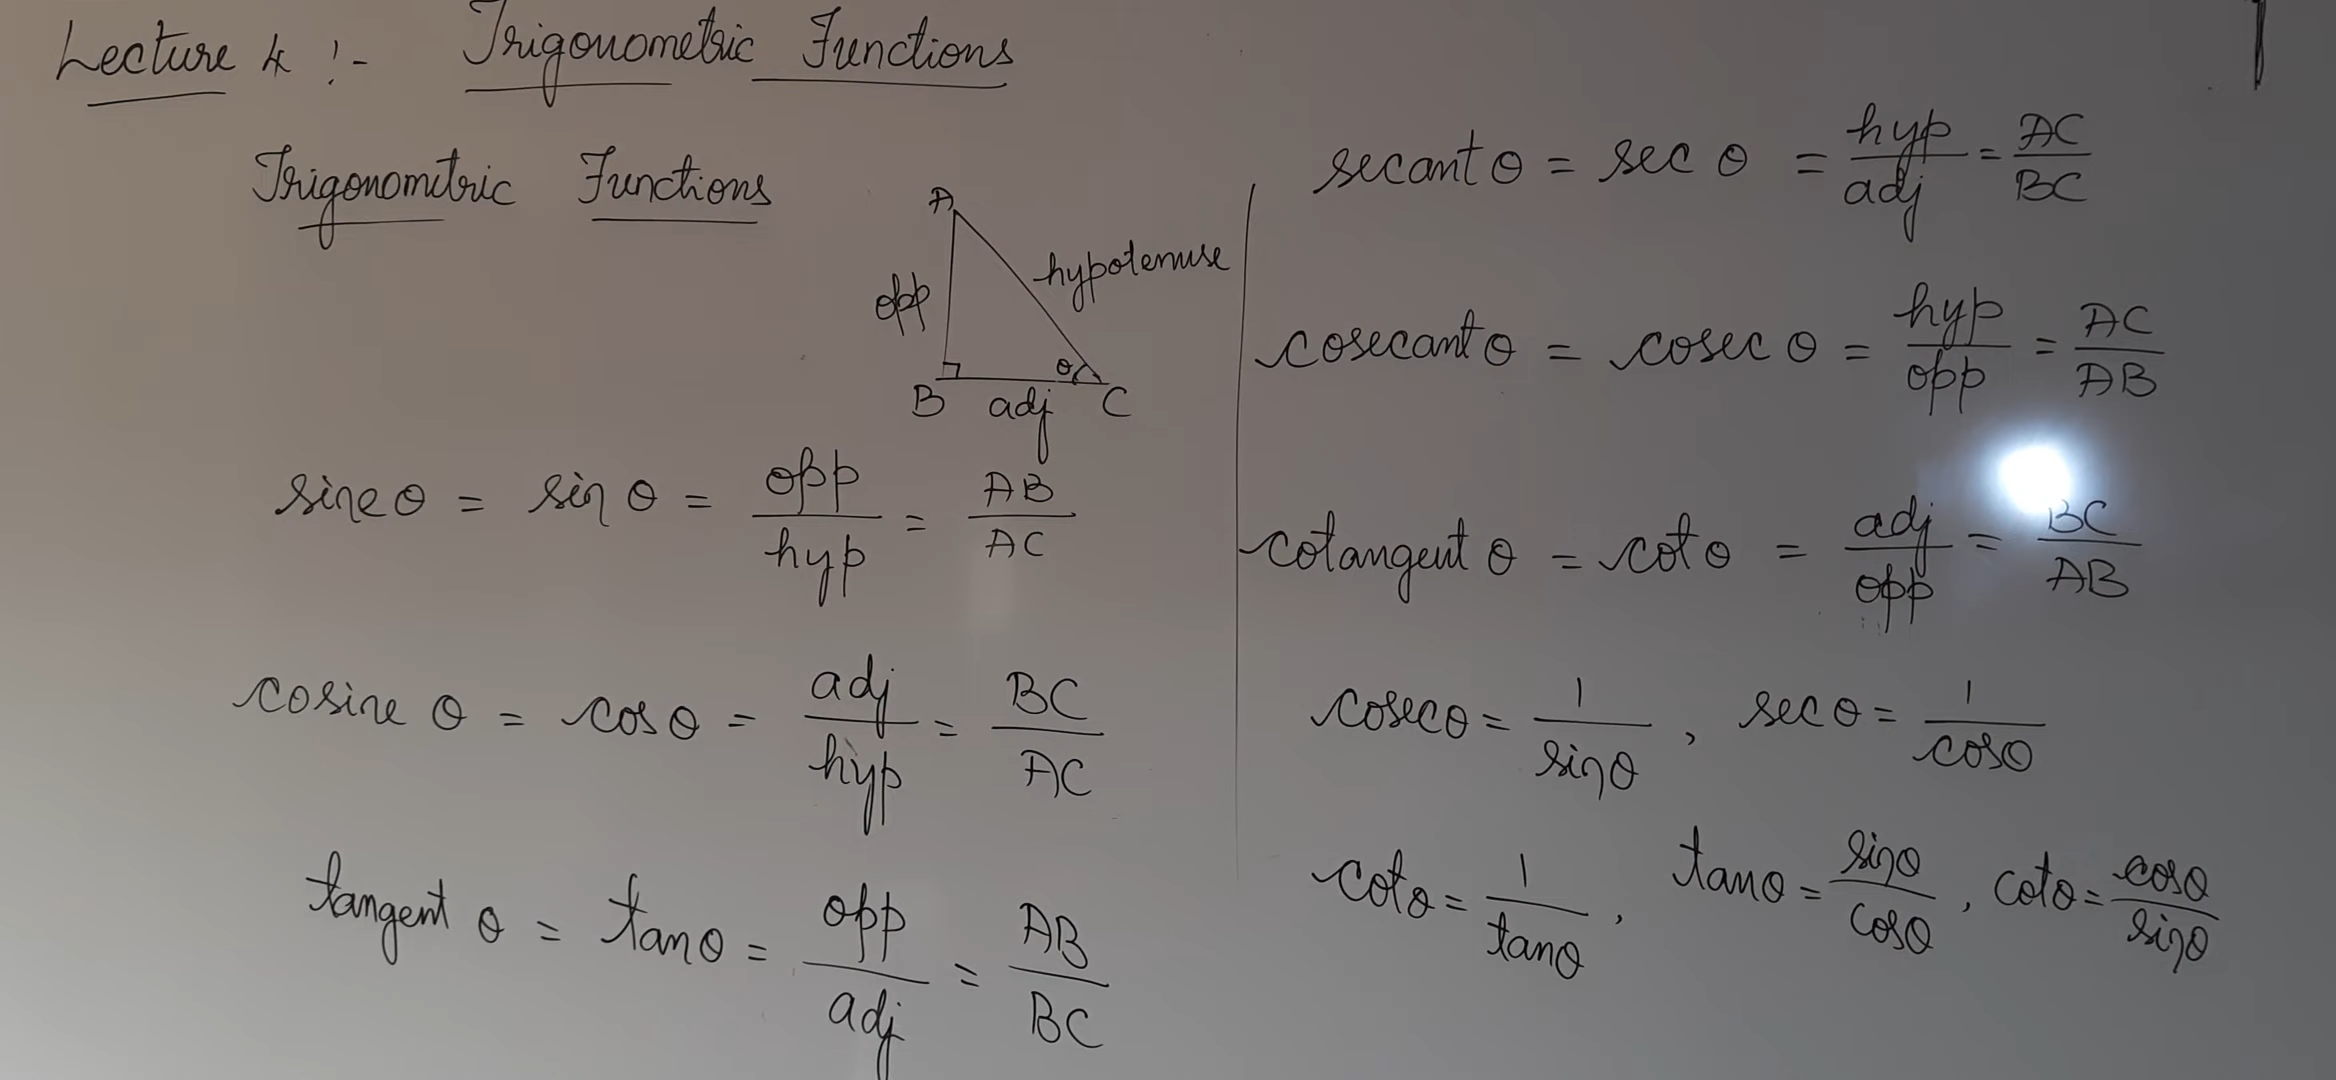 Lecture 4 :- Trigonometric Functions
Trigonometric Functions
A
opp
hypotenuse
θ
B adj C
sine θ = sin θ = opp/hyp = AB/AC
cosine θ = cos θ = adj/hyp = BC/AC
tangent θ = tan θ = opp/adj = AB/BC
secant θ = sec θ = hyp/adj = AC/BC
cosecant θ = cosec θ = hyp/opp = AC/AB
cotangent θ = cot θ = adj/opp = BC/AB
cosec θ = 1/sin θ , sec θ = 1/cos θ
cot θ = 1/tan θ , tan θ = sin θ/cos θ , cot θ = cos θ/sin θ